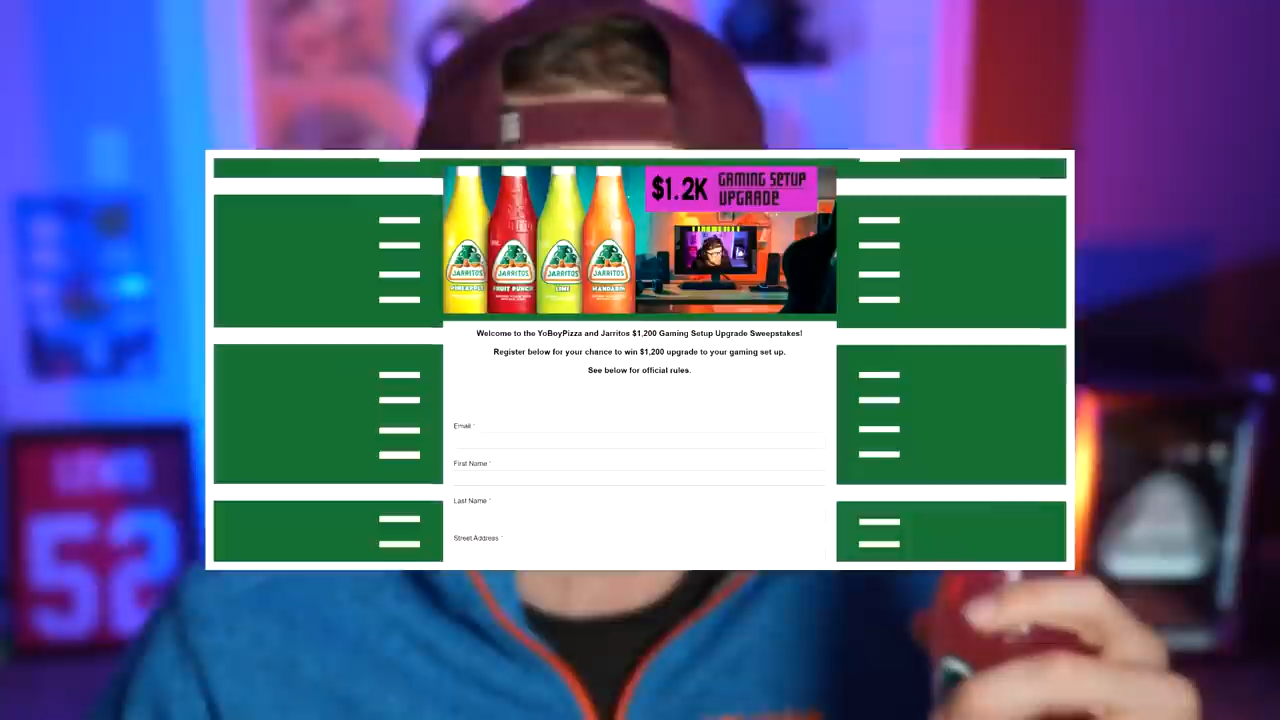 $1.2K
GAMING SETUP
UPGRADE
JARRITOS
PINEAPPLE
JARRITOS
FRUIT PUNCH
JARRITOS
LIME
JARRITOS
MANDARIN
Welcome to the YoBoyPizza and Jarritos $1,200 Gaming Setup Upgrade Sweepstakes!
Register below for your chance to win $1,200 upgrade to your gaming set up.
See below for official rules.
Email *
First Name *
Last Name *
Street Address *
LEWIS
52